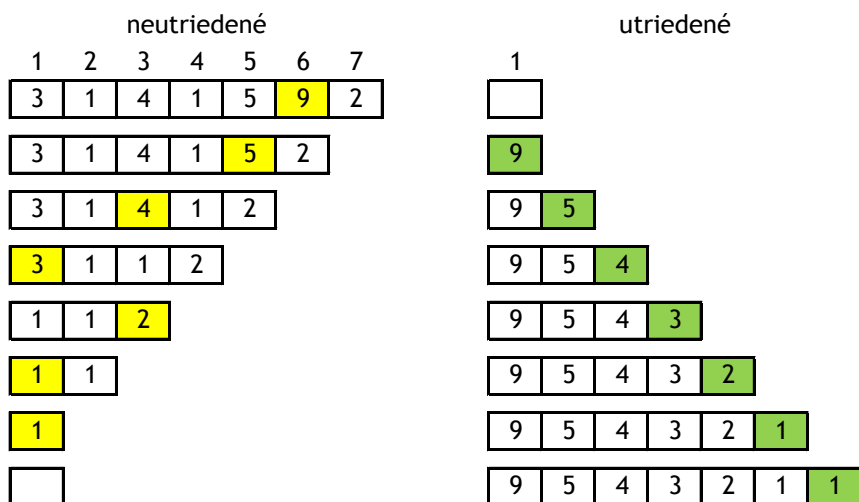 neutriedené utriedené
1 2 3 4 5 6 7 1
3 1 4 1 5 9 2
3 1 4 1 5 2 9
3 1 4 1 2 9 5
3 1 1 2 9 5 4
1 1 2 9 5 4 3
1 1 9 5 4 3 2
1 9 5 4 3 2 1
9 5 4 3 2 1 1